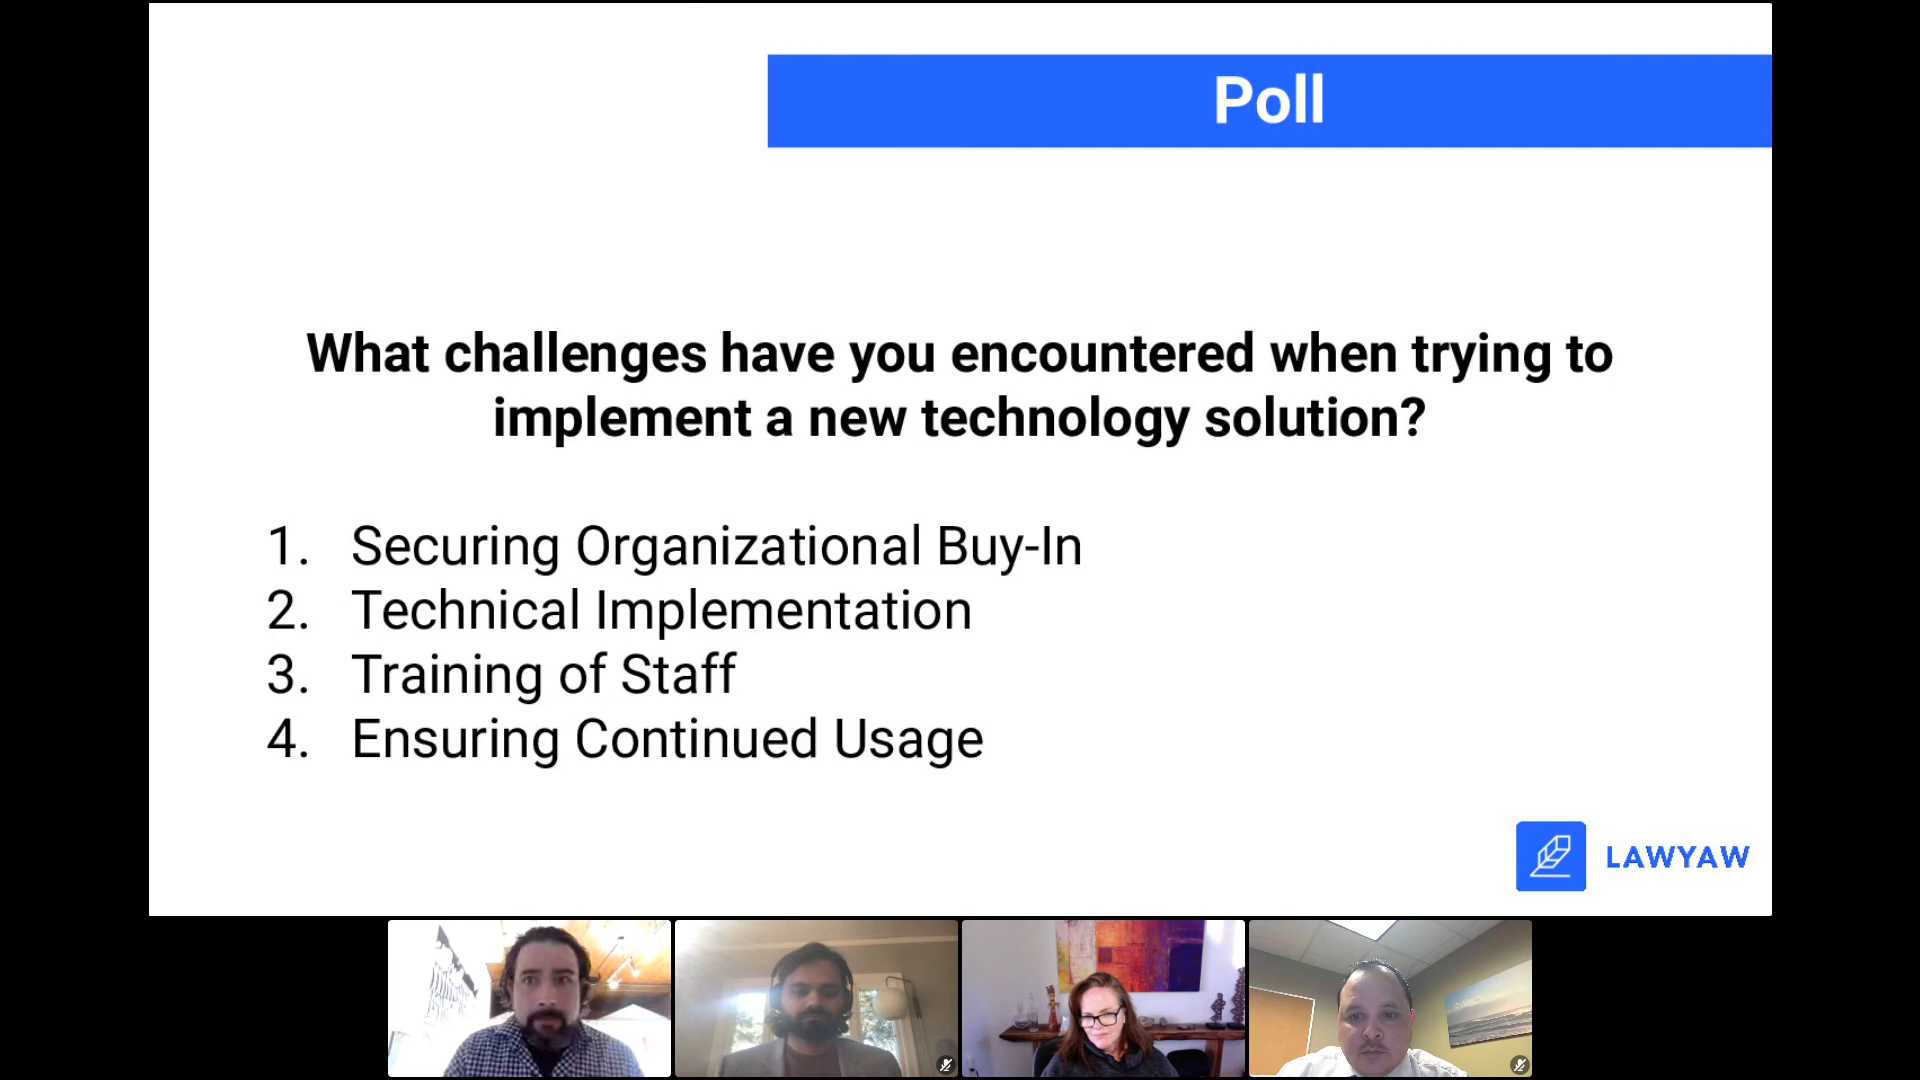 Poll
What challenges have you encountered when trying to
implement a new technology solution?
1. Securing Organizational Buy-In
2. Technical Implementation
3. Training of Staff
4. Ensuring Continued Usage
LAWYAW